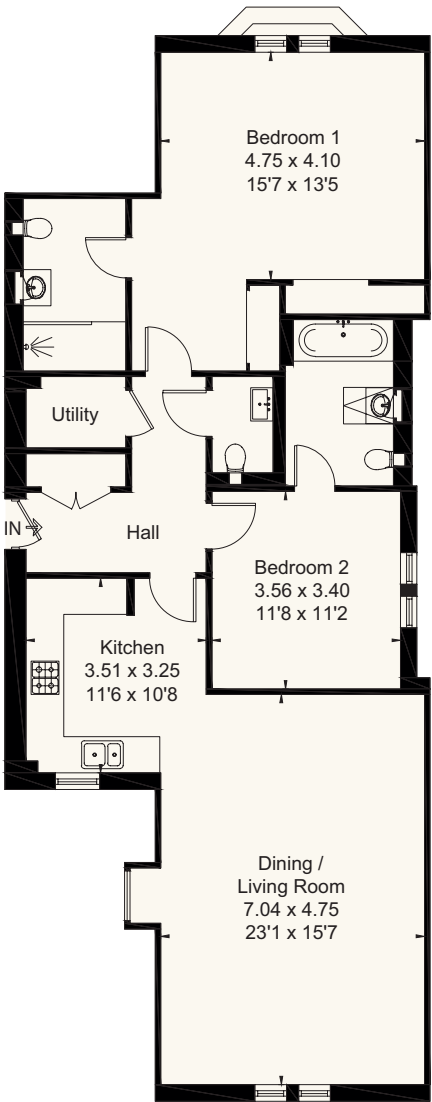 Bedroom 1
4.75 x 4.10
15'7 x 13'5
Utility
IN
Hall
Bedroom 2
3.56 x 3.40
11'8 x 11'2
Kitchen
3.51 x 3.25
11'6 x 10'8
Dining /
Living Room
7.04 x 4.75
23'1 x 15'7